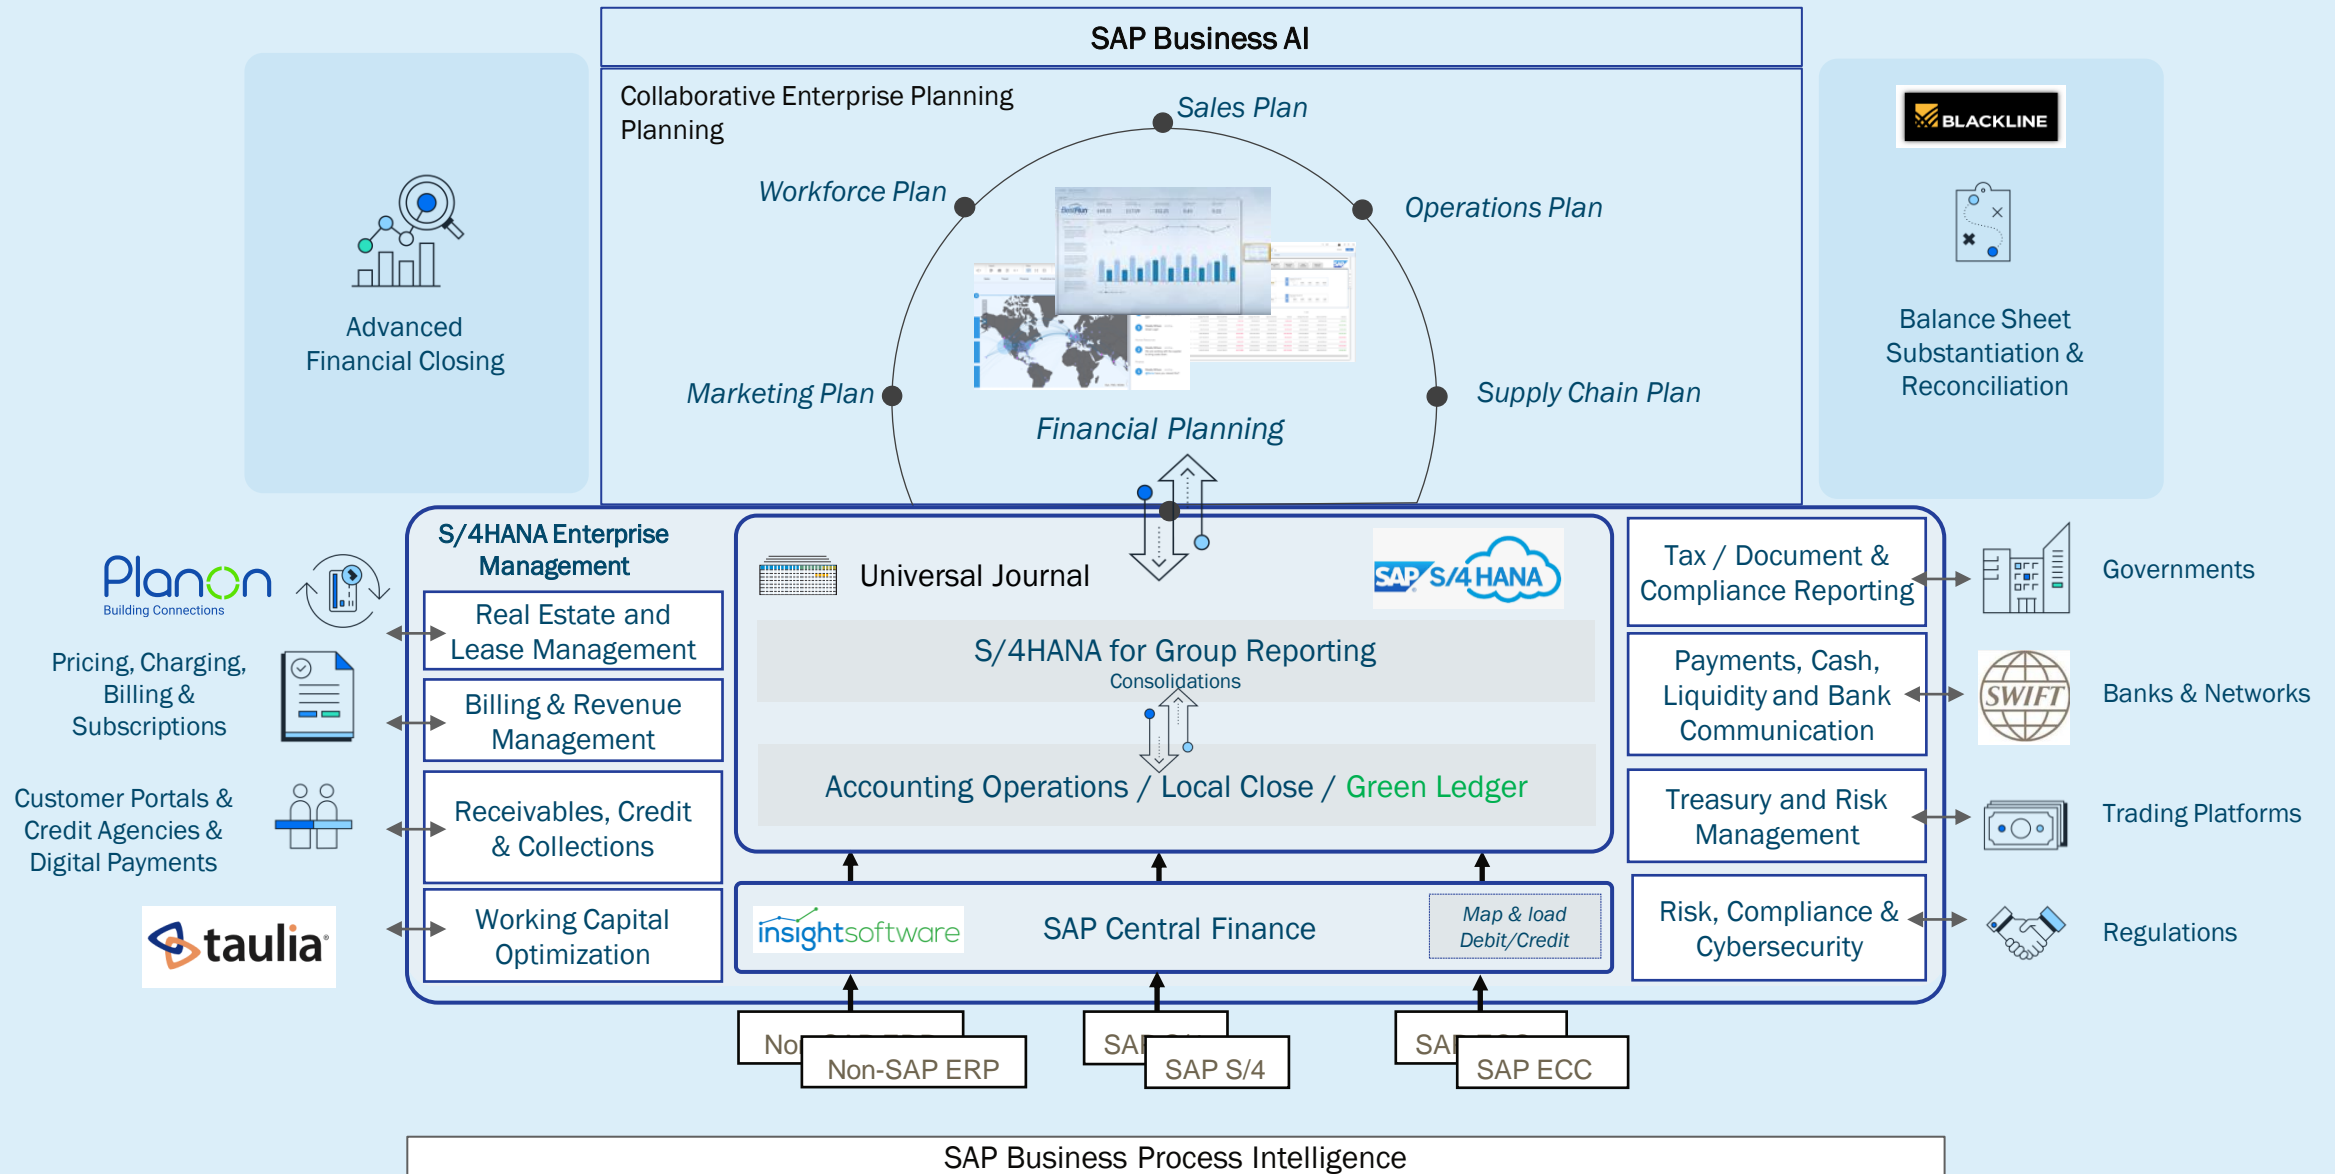 SAP Business AI
Collaborative Enterprise Planning
Planning
Sales Plan
Workforce Plan
Operations Plan
Marketing Plan
Supply Chain Plan
Financial Planning
BestRun
SAP
Advanced
Financial Closing
BLACKLINE
Balance Sheet
Substantiation &
Reconciliation
S/4HANA Enterprise
Management
Real Estate and
Lease Management
Billing & Revenue
Management
Receivables, Credit
& Collections
Working Capital
Optimization
Planon
Building Connections
Pricing, Charging,
Billing &
Subscriptions
Customer Portals &
Credit Agencies &
Digital Payments
taulia
Universal Journal
SAP S/4 HANA
S/4HANA for Group Reporting
Consolidations
Accounting Operations / Local Close / Green Ledger
insightsoftware
SAP Central Finance
Map & load
Debit/Credit
Tax / Document &
Compliance Reporting
Payments, Cash,
Liquidity and Bank
Communication
Treasury and Risk
Management
Risk, Compliance &
Cybersecurity
Governments
SWIFT
Banks & Networks
Trading Platforms
Regulations
Non-SAP ERP
SAP S/4
SAP ECC
SAP Business Process Intelligence